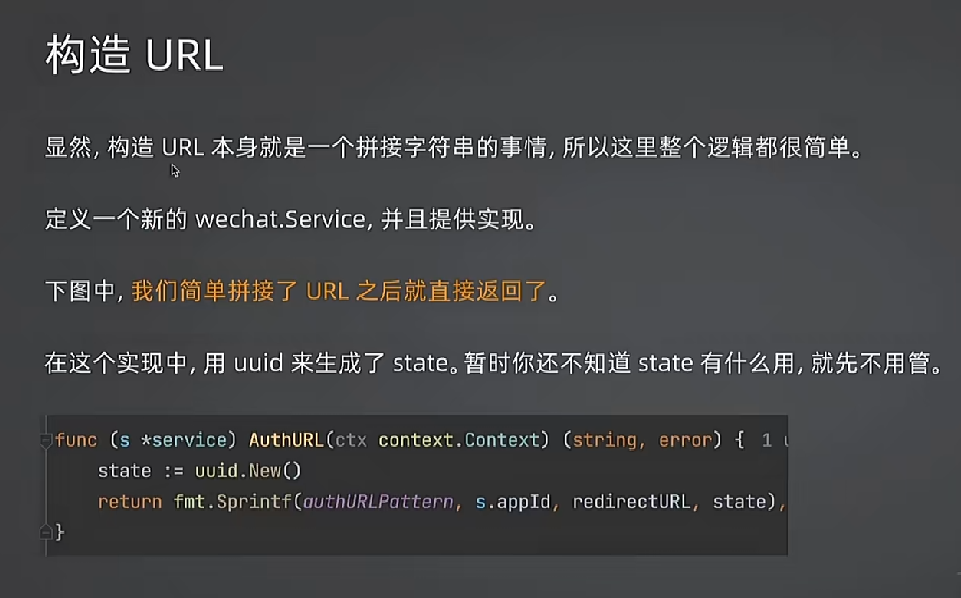 构造 URL
显然, 构造 URL 本身就是一个拼接字符串的事情, 所以这里整个逻辑都很简单。
定义一个新的 wechat.Service, 并且提供实现。
下图中, 我们简单拼接了 URL 之后就直接返回了。
在这个实现中, 用 uuid 来生成了 state。暂时你还不知道 state 有什么用, 就先不用管。
func (s *service) AuthURL(ctx context.Context) (string, error) { 1 u
state := uuid.New()
return fmt.Sprintf(authURLPattern, s.appId, redirectURL, state),
}